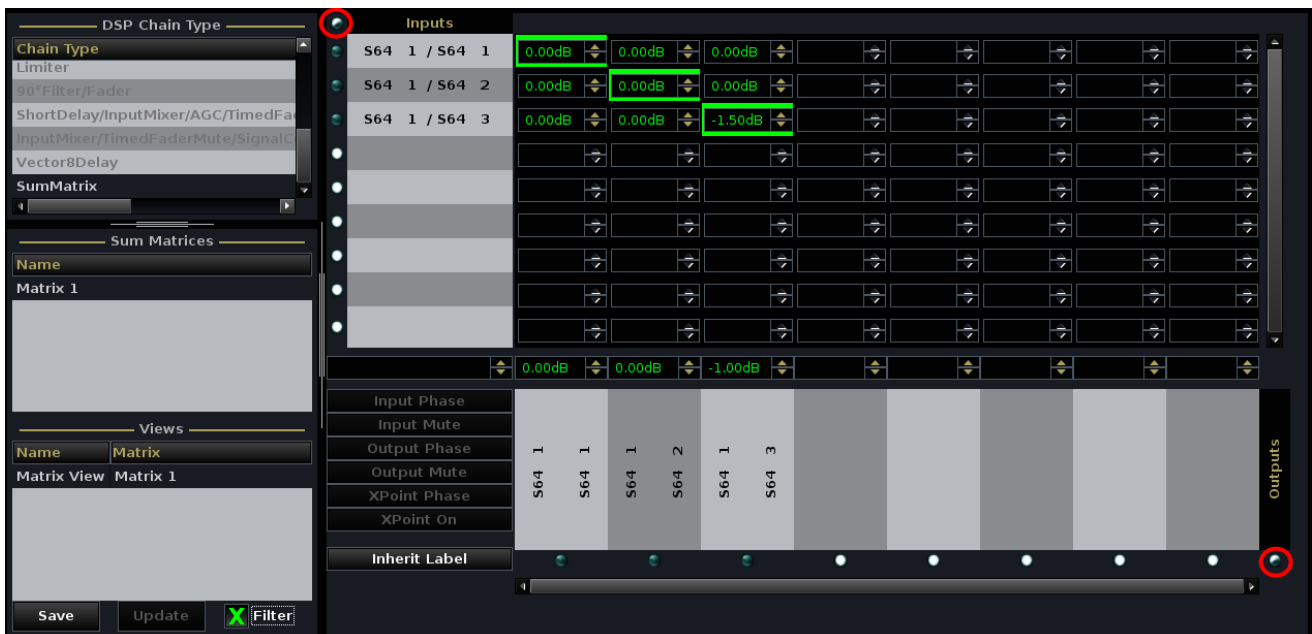 DSP Chain Type
Chain Type
Limiter
90°Filter/Fader
ShortDelay/InputMixer/AGC/TimedFa
InputMixer/TimedFaderMute/SignalC
Vector8Delay
SumMatrix
Sum Matrices
Name
Matrix 1
Views
Name Matrix
Matrix View Matrix 1
Save Update X Filter
Inputs
S64 1 / S64 1 0.00dB 0.00dB 0.00dB
S64 1 / S64 2 0.00dB 0.00dB 0.00dB
S64 1 / S64 3 0.00dB 0.00dB -1.50dB
0.00dB 0.00dB -1.00dB
Input Phase
Input Mute
Output Phase
Output Mute
XPoint Phase
XPoint On
Inherit Label
S64 1
S64 1
S64 1
S64 2
S64 1
S64 3
Outputs